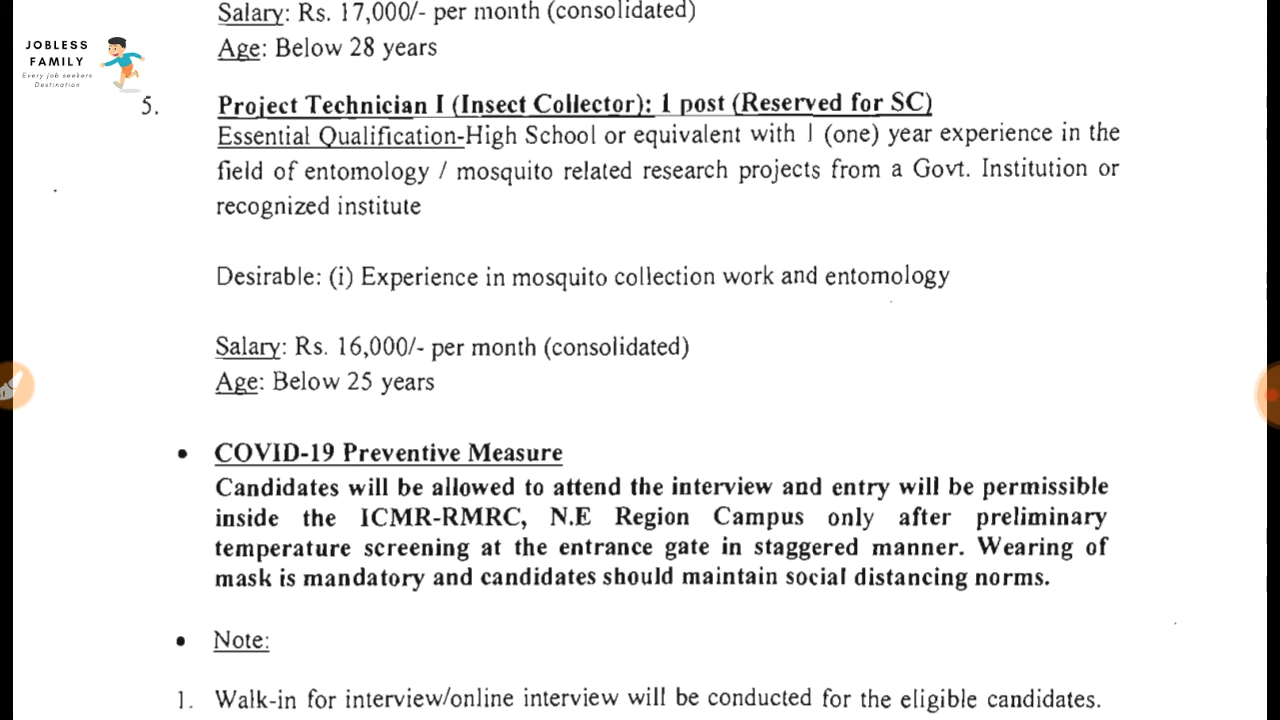 Salary: Rs. 17,000/- per month (consolidated)
JOBLESS
FAMILY
Every job seekers
Destination
Age: Below 28 years
5. Project Technician I (Insect Collector): 1 post (Reserved for SC)
Essential Qualification-High School or equivalent with 1 (one) year experience in the
field of entomology / mosquito related research projects from a Govt. Institution or
recognized institute
Desirable: (i) Experience in mosquito collection work and entomology
Salary: Rs. 16,000/- per month (consolidated)
Age: Below 25 years
• COVID-19 Preventive Measure
Candidates will be allowed to attend the interview and entry will be permissible
inside the ICMR-RMRC, N.E Region Campus only after preliminary
temperature screening at the entrance gate in staggered manner. Wearing of
mask is mandatory and candidates should maintain social distancing norms.
• Note:
1. Walk-in for interview/online interview will be conducted for the eligible candidates.